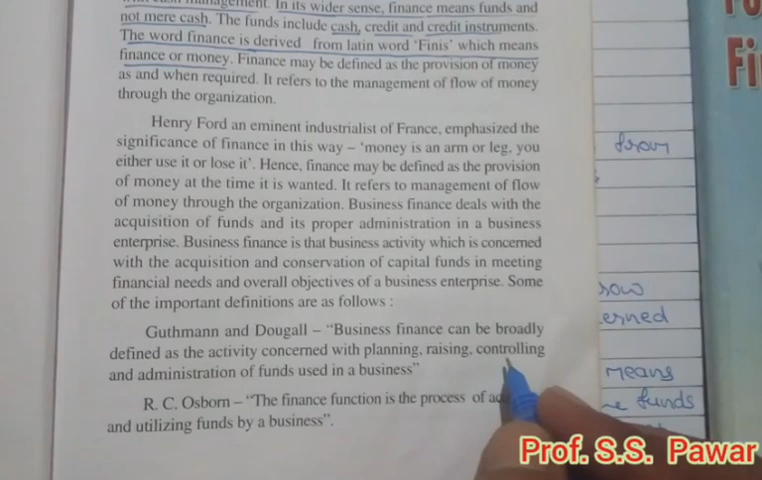 management. In its wider sense, finance means funds and
not mere cash. The funds include cash, credit and credit instruments.
The word finance is derived from latin word 'Finis' which means
finance or money. Finance may be defined as the provision of money
as and when required. It refers to the management of flow of money
through the organization.
Henry Ford an eminent industrialist of France, emphasized the
significance of finance in this way – 'money is an arm or leg, you
either use it or lose it'. Hence, finance may be defined as the provision
of money at the time it is wanted. It refers to management of flow
of money through the organization. Business finance deals with the
acquisition of funds and its proper administration in a business
enterprise. Business finance is that business activity which is concerned
with the acquisition and conservation of capital funds in meeting
financial needs and overall objectives of a business enterprise. Some
of the important definitions are as follows :
Guthmann and Dougall – "Business finance can be broadly
defined as the activity concerned with planning, raising, controlling
and administration of funds used in a business"
R. C. Osborn – "The finance function is the process of
and utilizing funds by a business".
from
erned
means
funds
Fi
Prof. S.S. Pawar